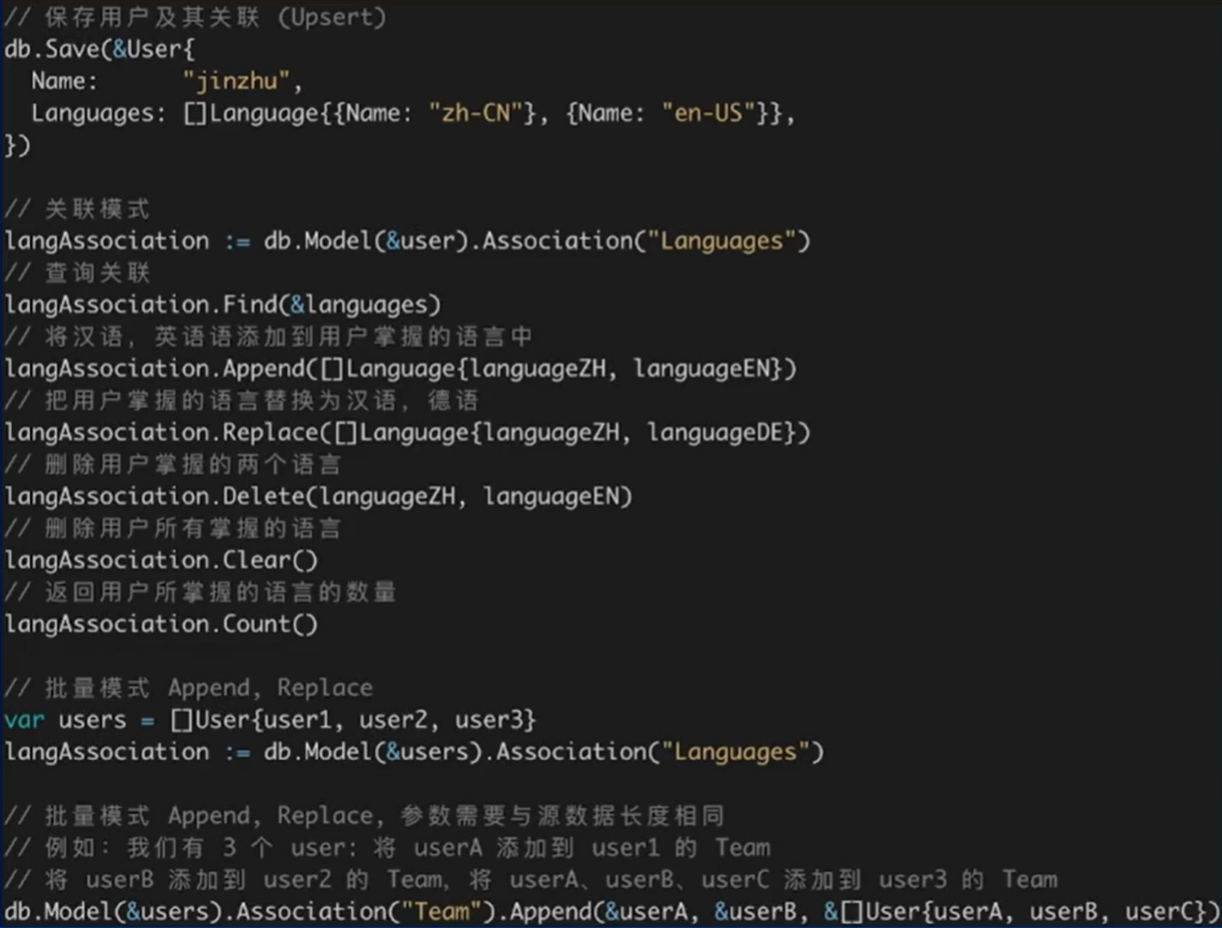 // 保存用户及其关联 (Upsert)
db.Save(&User{
  Name:      "jinzhu",
  Languages: []Language{{Name: "zh-CN"}, {Name: "en-US"}},
})

// 关联模式
langAssociation := db.Model(&user).Association("Languages")
// 查询关联
langAssociation.Find(&languages)
// 将汉语, 英语语添加到用户掌握的语言中
langAssociation.Append([]Language{languageZH, languageEN})
// 把用户掌握的语言替换为汉语, 德语
langAssociation.Replace([]Language{languageZH, languageDE})
// 删除用户掌握的两个语言
langAssociation.Delete(languageZH, languageEN)
// 删除用户所有掌握的语言
langAssociation.Clear()
// 返回用户所掌握的语言的数量
langAssociation.Count()

// 批量模式 Append, Replace
var users = []User{user1, user2, user3}
langAssociation := db.Model(&users).Association("Languages")

// 批量模式 Append, Replace, 参数需要与源数据长度相同
// 例如: 我们有 3 个 user: 将 userA 添加到 user1 的 Team
// 将 userB 添加到 user2 的 Team, 将 userA、userB、userC 添加到 user3 的 Team
db.Model(&users).Association("Team").Append(&userA, &userB, &[]User{userA, userB, userC})